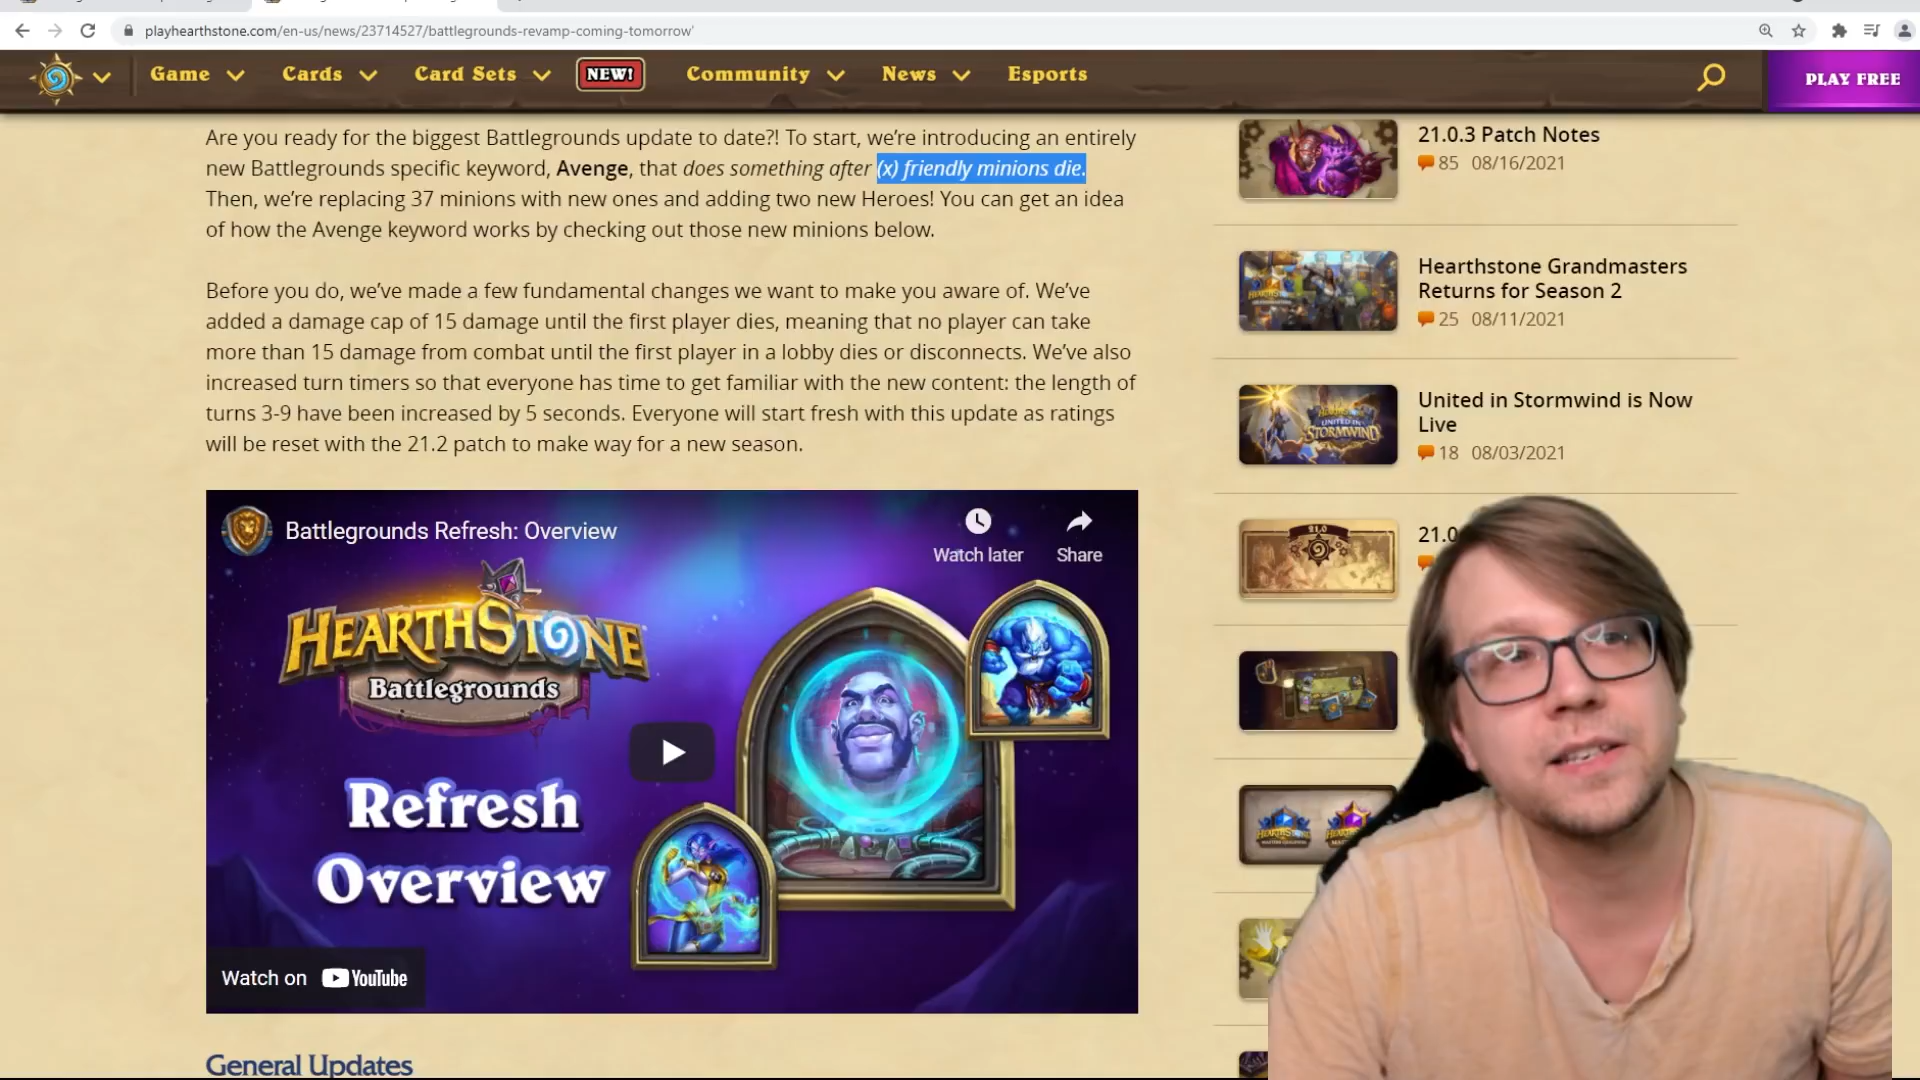 playhearthstone.com/en-us/news/23714527/battlegrounds-revamp-coming-tomorrow'
Game Cards Card Sets NEW! Community News Esports PLAY FREE
Are you ready for the biggest Battlegrounds update to date?! To start, we're introducing an entirely
new Battlegrounds specific keyword, Avenge, that does something after (x) friendly minions die.
Then, we're replacing 37 minions with new ones and adding two new Heroes! You can get an idea
of how the Avenge keyword works by checking out those new minions below.
Before you do, we've made a few fundamental changes we want to make you aware of. We've
added a damage cap of 15 damage until the first player dies, meaning that no player can take
more than 15 damage from combat until the first player in a lobby dies or disconnects. We've also
increased turn timers so that everyone has time to get familiar with the new content: the length of
turns 3-9 have been increased by 5 seconds. Everyone will start fresh with this update as ratings
will be reset with the 21.2 patch to make way for a new season.
Battlegrounds Refresh: Overview
Watch later
Share
HEARTHSTONE
Battlegrounds
Refresh
Overview
Watch on YouTube
General Updates
21.0.3 Patch Notes
85 08/16/2021
Hearthstone Grandmasters
Returns for Season 2
25 08/11/2021
United in Stormwind is Now
Live
18 08/03/2021
UNITED IN
STORMWIND
21.0
21.0
HEARTHSTONE